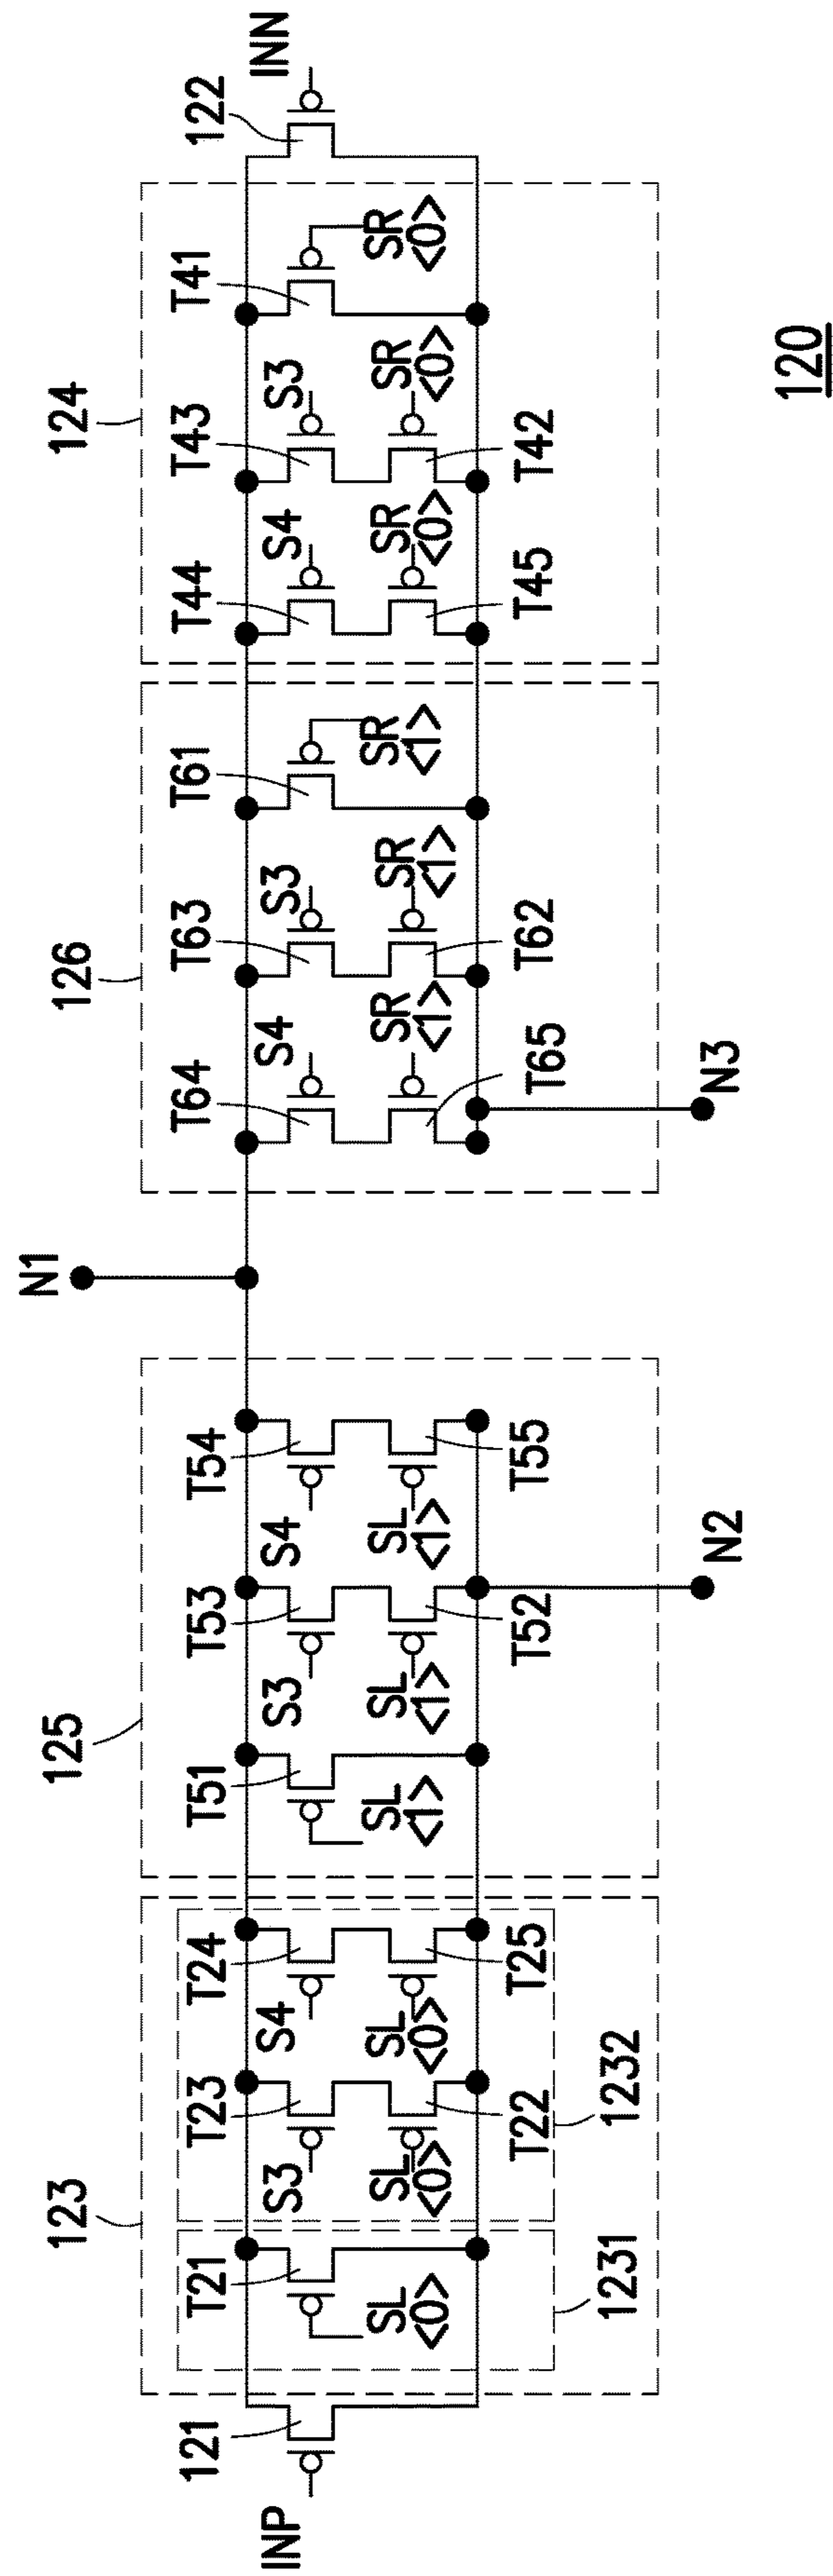 INN
122
124
T41
SR
<0>
T43
S3
SR
<0>
T42
T44
S4
SR
<0>
T45
120
126
T61
SR
<1>
T63
S3
SR
<1>
T62
T64
S4
SR
<1>
T65
N3
N1
125
T54
S4
SL
<1>
T55
T53
S3
SL
<1>
T52
N2
T51
SL
<1>
123
T24
S4
SL
<0>
T25
T23
S3
SL
<0>
T22
1232
T21
SL
<0>
1231
121
INP